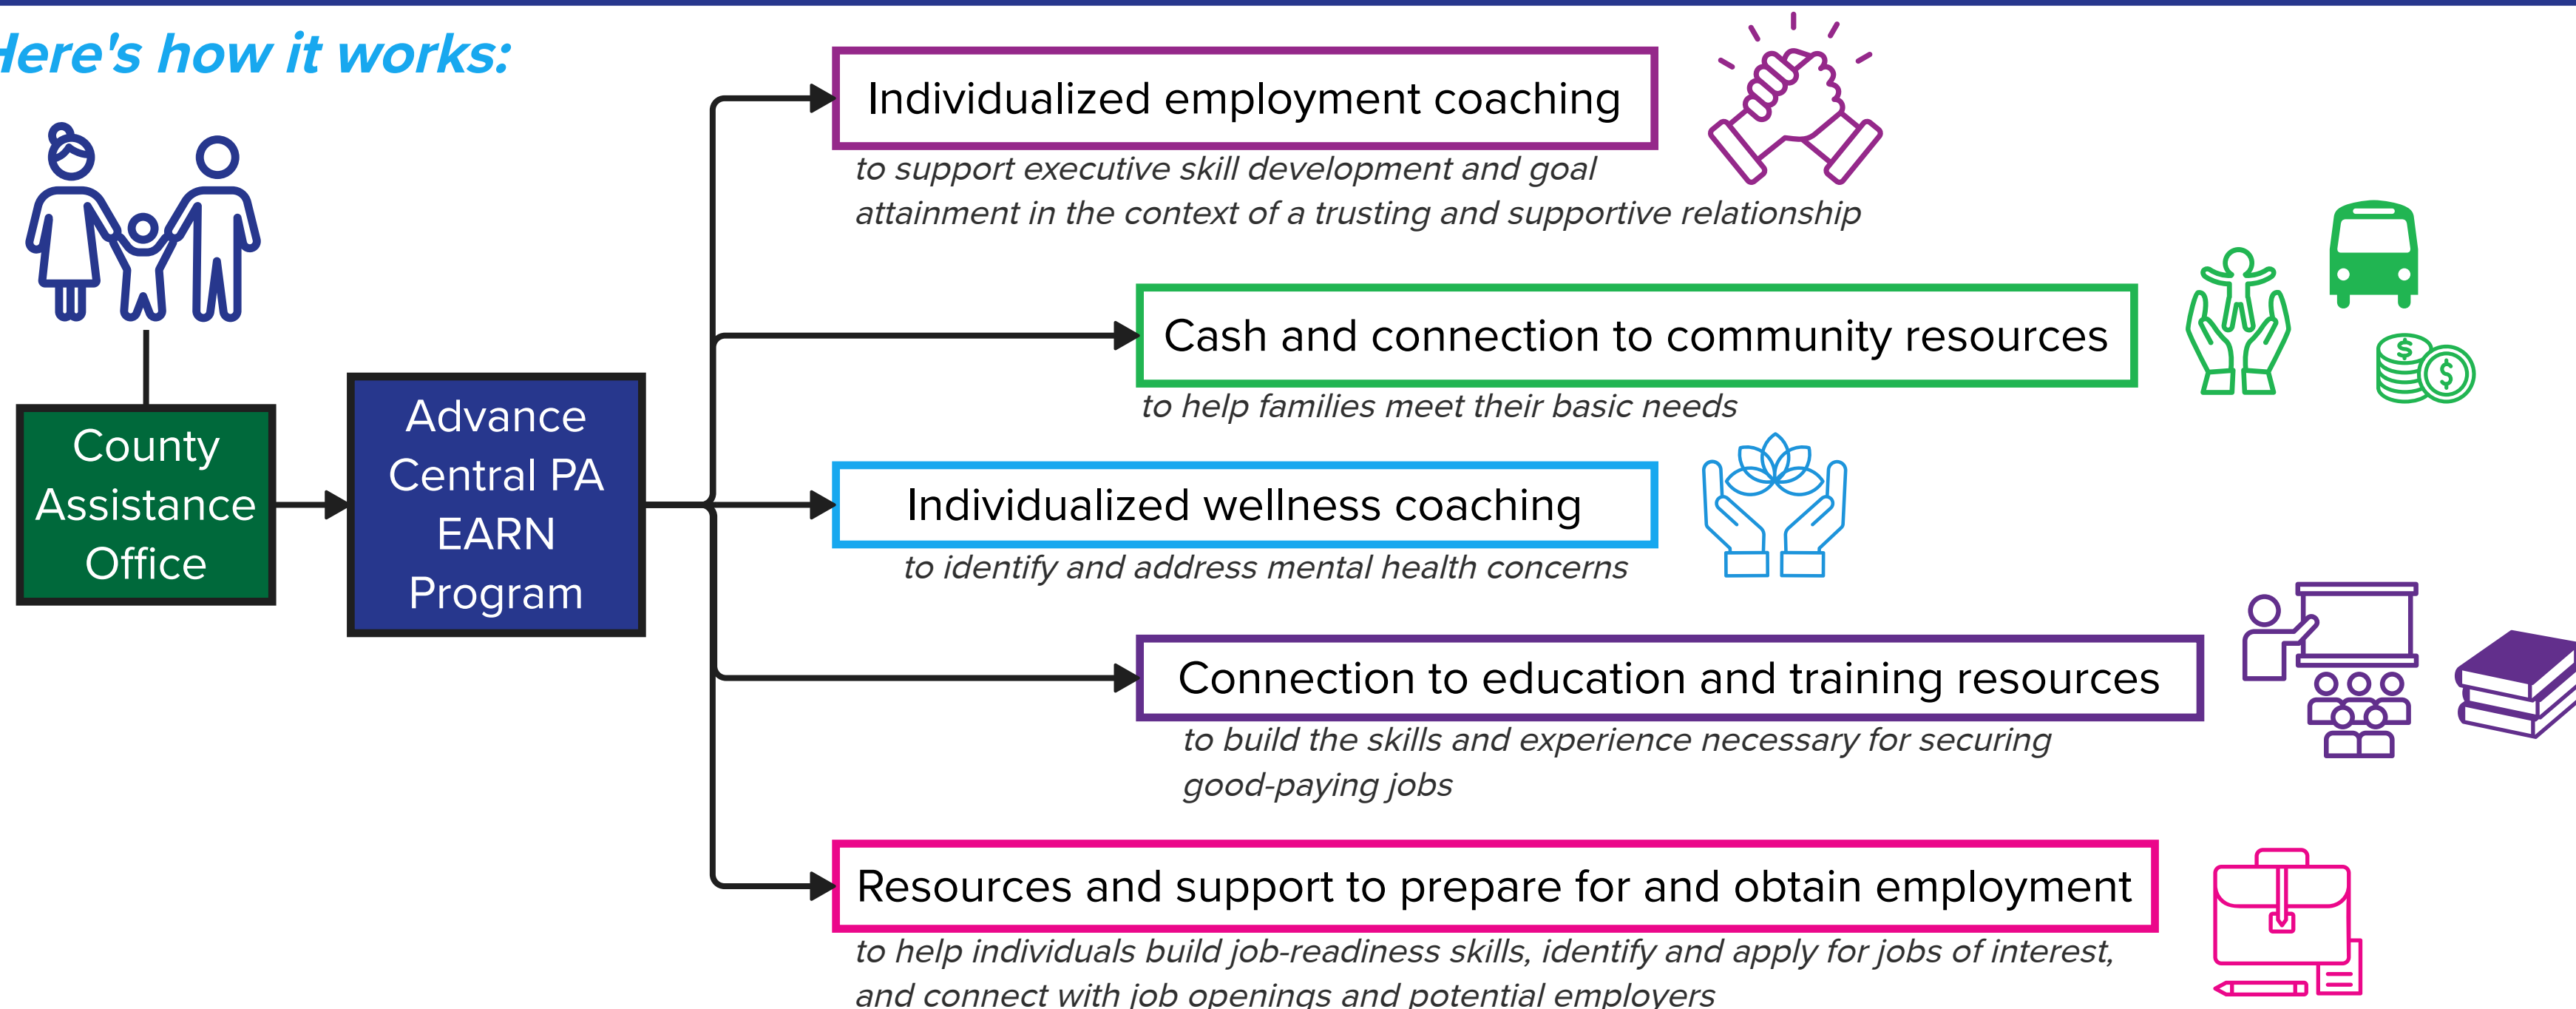 Here's how it works:
Individualized employment coaching
to support executive skill development and goal
attainment in the context of a trusting and supportive relationship
Cash and connection to community resources
to help families meet their basic needs
County
Assistance
Office
Advance
Central PA
EARN
Program
Individualized wellness coaching
to identify and address mental health concerns
Connection to education and training resources
to build the skills and experience necessary for securing
good-paying jobs
Resources and support to prepare for and obtain employment
to help individuals build job-readiness skills, identify and apply for jobs of interest,
and connect with job openings and potential employers